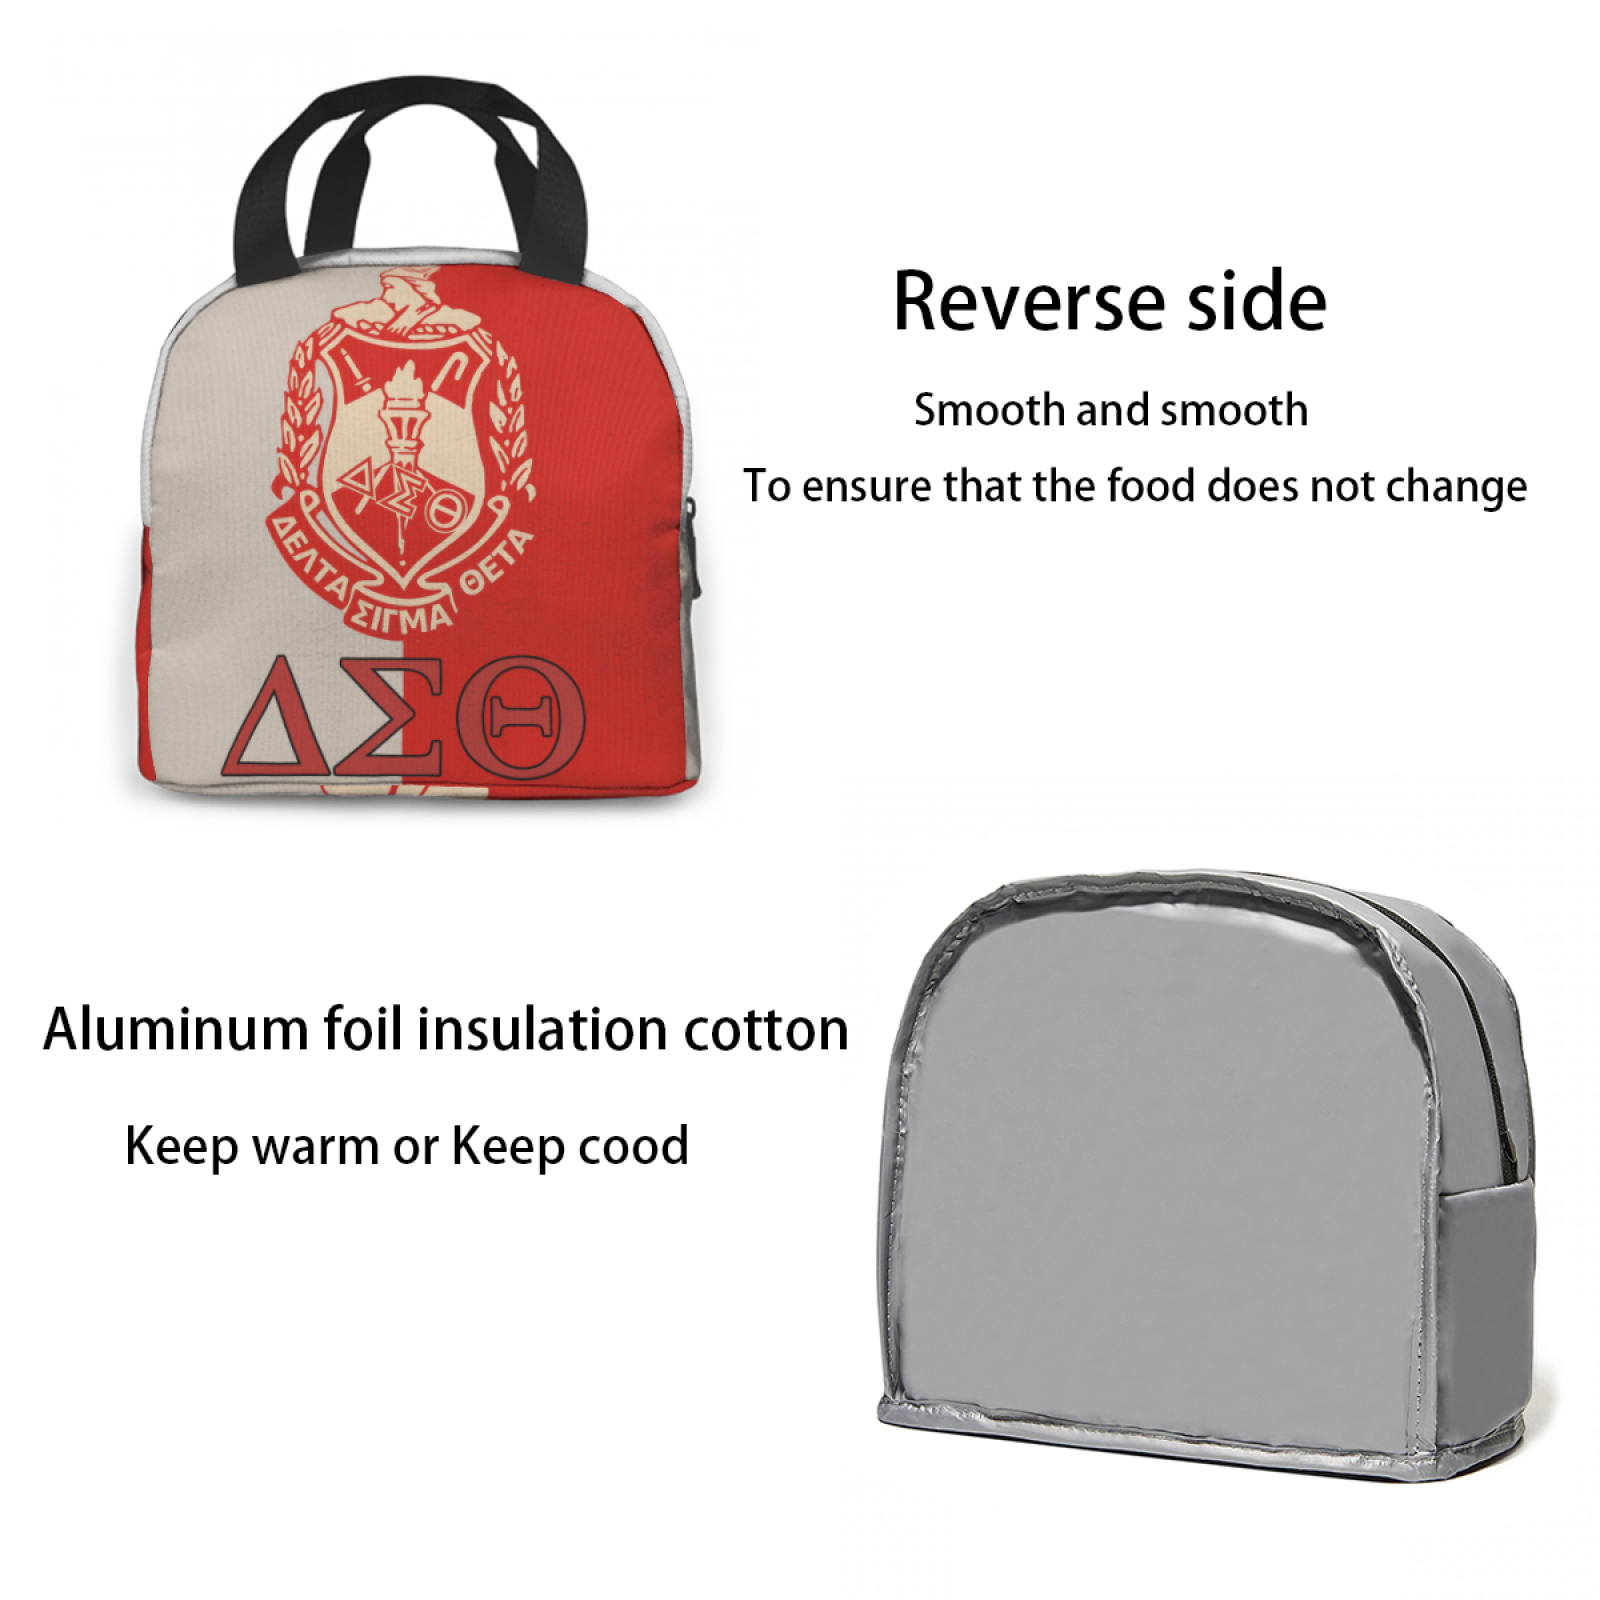 ΔΣΘ
ΔΕΛΤΑ ΣΙΓΜΑ ΘΕΤΑ
ΔΣΘ
Reverse side
Smooth and smooth
To ensure that the food does not change
Aluminum foil insulation cotton
Keep warm or Keep cood